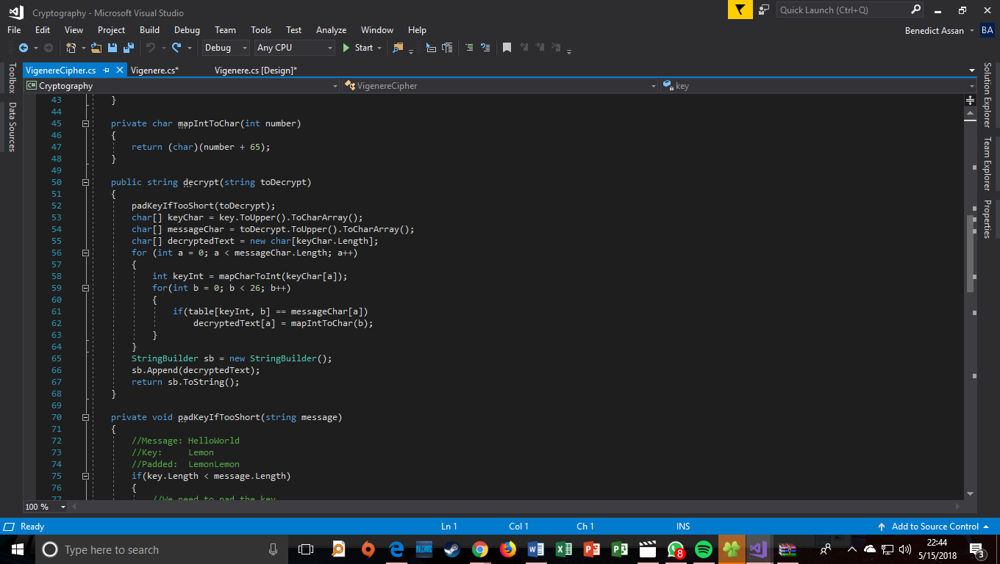 Cryptography - Microsoft Visual Studio
Quick Launch (Ctrl+Q)
File Edit View Project Build Debug Team Tools Test Analyze Window Help
Benedict Assan BA
Debug Any CPU Start
VigenereCipher.cs Vigenere.cs* Vigenere.cs [Design]*
C# Cryptography VigenereCipher key
Toolbox
Data Sources
Solution Explorer
Team Explorer
Properties
43 }
44
45 private char mapIntToChar(int number)
46 {
47 return (char)(number + 65);
48 }
49
50 public string decrypt(string toDecrypt)
51 {
52 padKeyIfTooShort(toDecrypt);
53 char[] keyChar = key.ToUpper().ToCharArray();
54 char[] messageChar = toDecrypt.ToUpper().ToCharArray();
55 char[] decryptedText = new char[keyChar.Length];
56 for (int a = 0; a < messageChar.Length; a++)
57 {
58 int keyInt = mapCharToInt(keyChar[a]);
59 for(int b = 0; b < 26; b++)
60 {
61 if(table[keyInt, b] == messageChar[a])
62 decryptedText[a] = mapIntToChar(b);
63 }
64 }
65 StringBuilder sb = new StringBuilder();
66 sb.Append(decryptedText);
67 return sb.ToString();
68 }
69
70 private void padKeyIfTooShort(string message)
71 {
72 //Message: HelloWorld
73 //Key: Lemon
74 //Padded: LemonLemon
75 if(key.Length < message.Length)
76 {
77 //We need to pad the key
100 %
Ready Ln 1 Col 1 Ch 1 INS Add to Source Control
Type here to search
8
22:44
5/15/2018
3